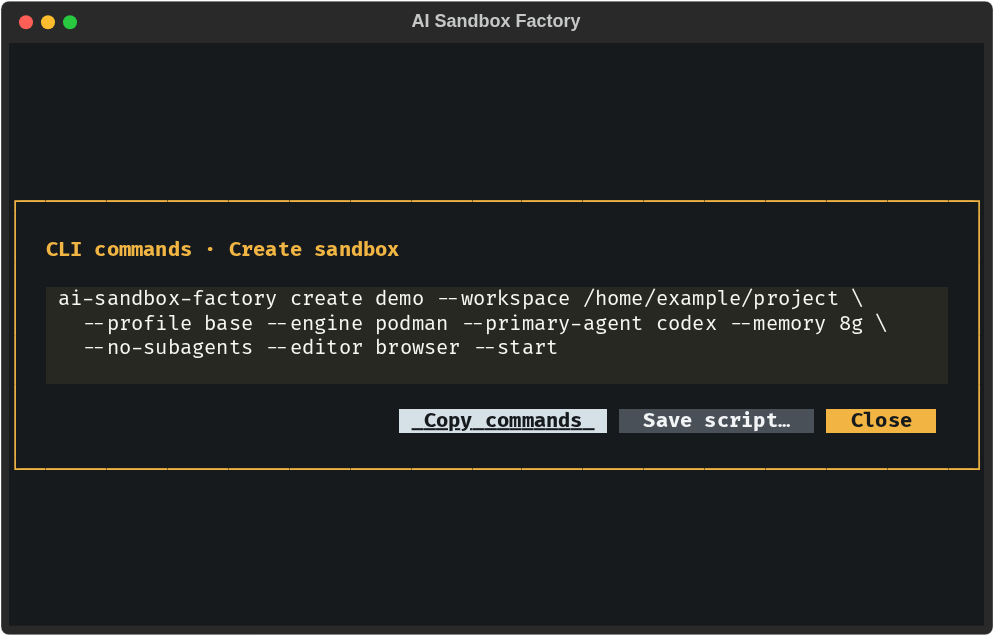 AI Sandbox Factory
CLI commands · Create sandbox
ai-sandbox-factory create demo --workspace /home/example/project \
--profile base --engine podman --primary-agent codex --memory 8g \
--no-subagents --editor browser --start
Copy commands
Save script…
Close